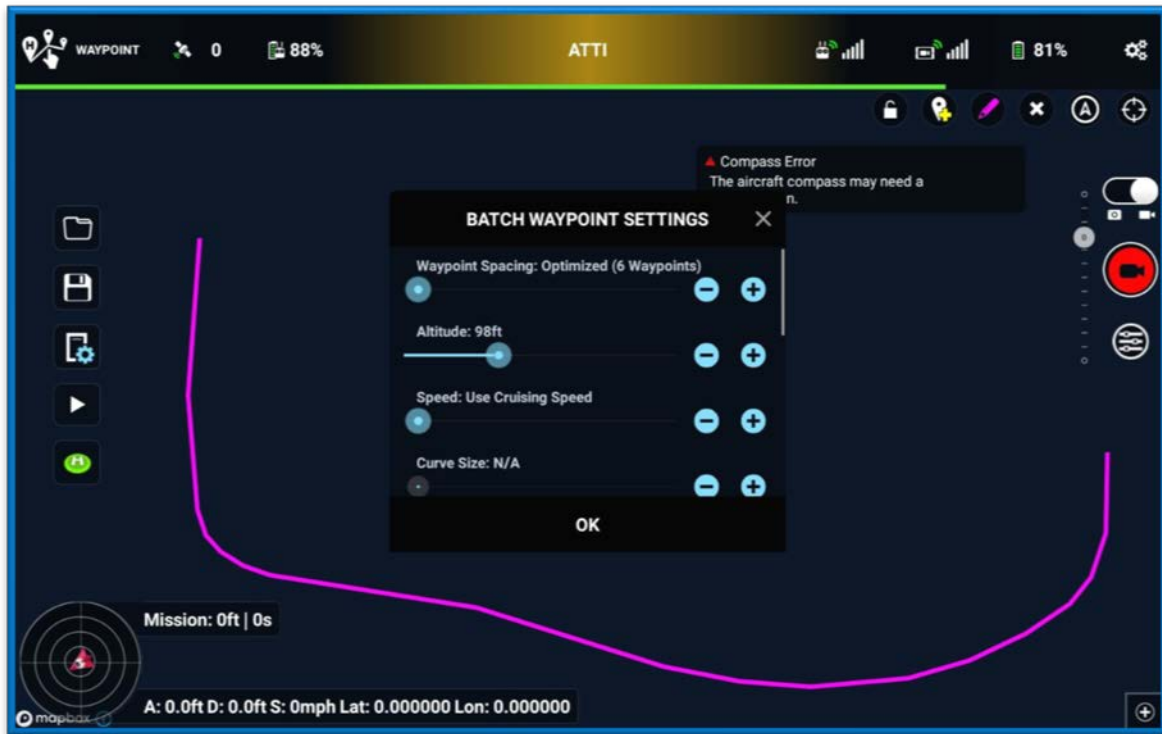 WAYPOINT
0
88%
ATTI
81%
Compass Error
The aircraft compass may need a
n.
BATCH WAYPOINT SETTINGS
Waypoint Spacing: Optimized (6 Waypoints)
Altitude: 98ft
Speed: Use Cruising Speed
Curve Size: N/A
OK
Mission: 0ft | 0s
A: 0.0ft D: 0.0ft S: 0mph Lat: 0.000000 Lon: 0.000000
mapbox